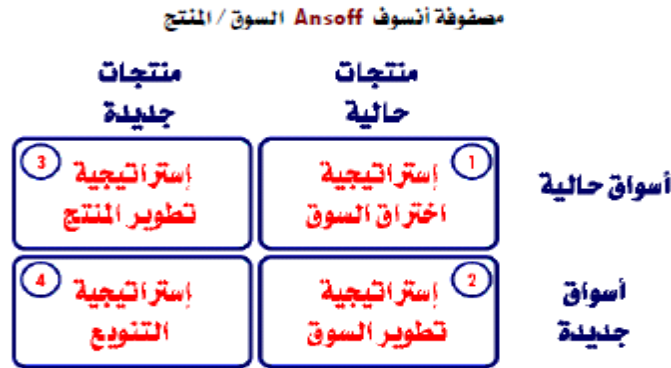 مصفوفة أنسوف Ansoff السوق / المنتج
منتجات
حالية
منتجات
جديدة
أسواق حالية
1
إستراتيجية
اختراق السوق
3
إستراتيجية
تطوير المنتج
أسواق
جديدة
2
إستراتيجية
تطوير السوق
4
إستراتيجية
التنويع